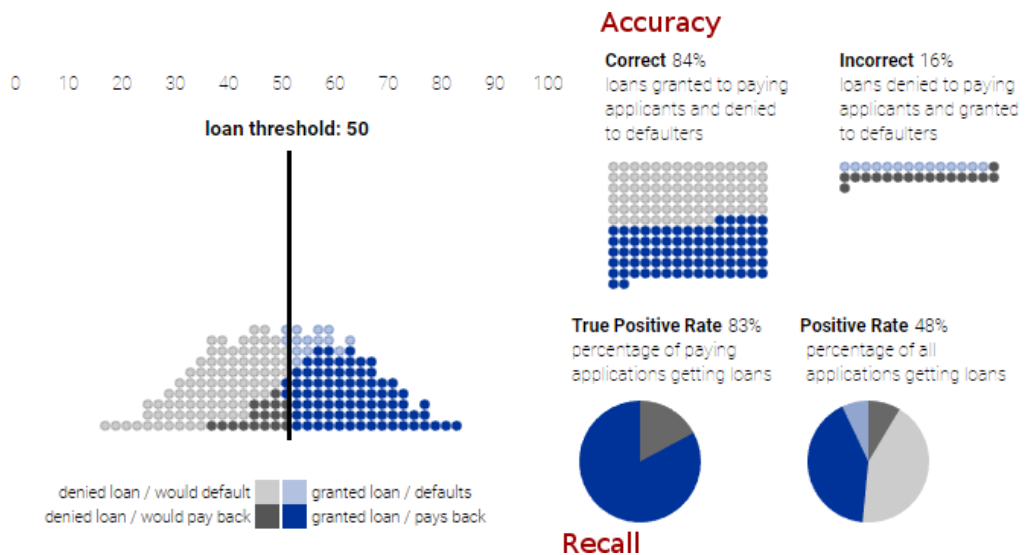 Accuracy
0 10 20 30 40 50 60 70 80 90 100
loan threshold: 50
Correct 84%
loans granted to paying
applicants and denied
to defaulters
Incorrect 16%
loans denied to paying
applicants and granted
to defaulters
True Positive Rate 83%
percentage of paying
applications getting loans
Positive Rate 48%
percentage of all
applications getting loans
denied loan / would default
granted loan / defaults
denied loan / would pay back
granted loan / pays back
Recall